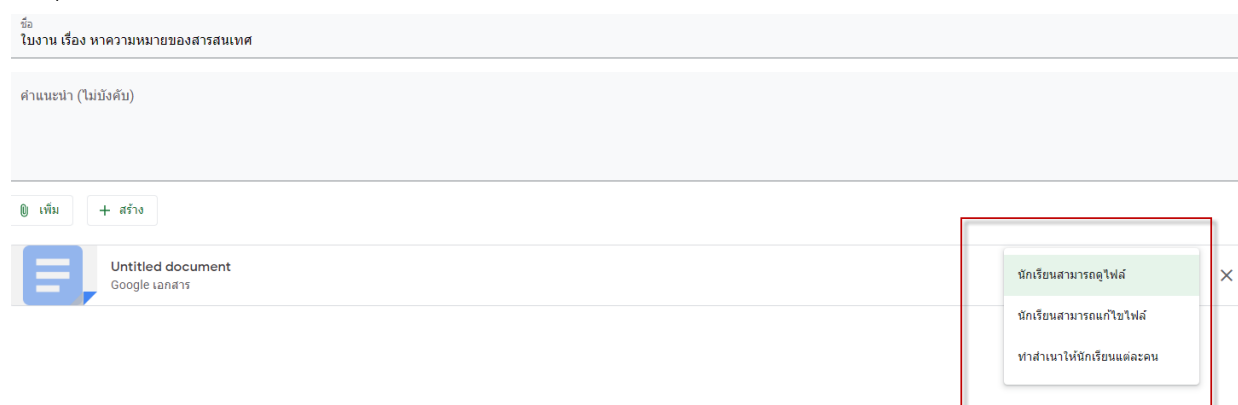 ชื่อ
ใบงาน เรื่อง หาความหมายของสารสนเทศ
คำแนะนำ (ไม่บังคับ)
เพิ่ม
+ สร้าง
Untitled document
Google เอกสาร
นักเรียนสามารถดูไฟล์
นักเรียนสามารถแก้ไขไฟล์
ทำสำเนาให้นักเรียนแต่ละคน